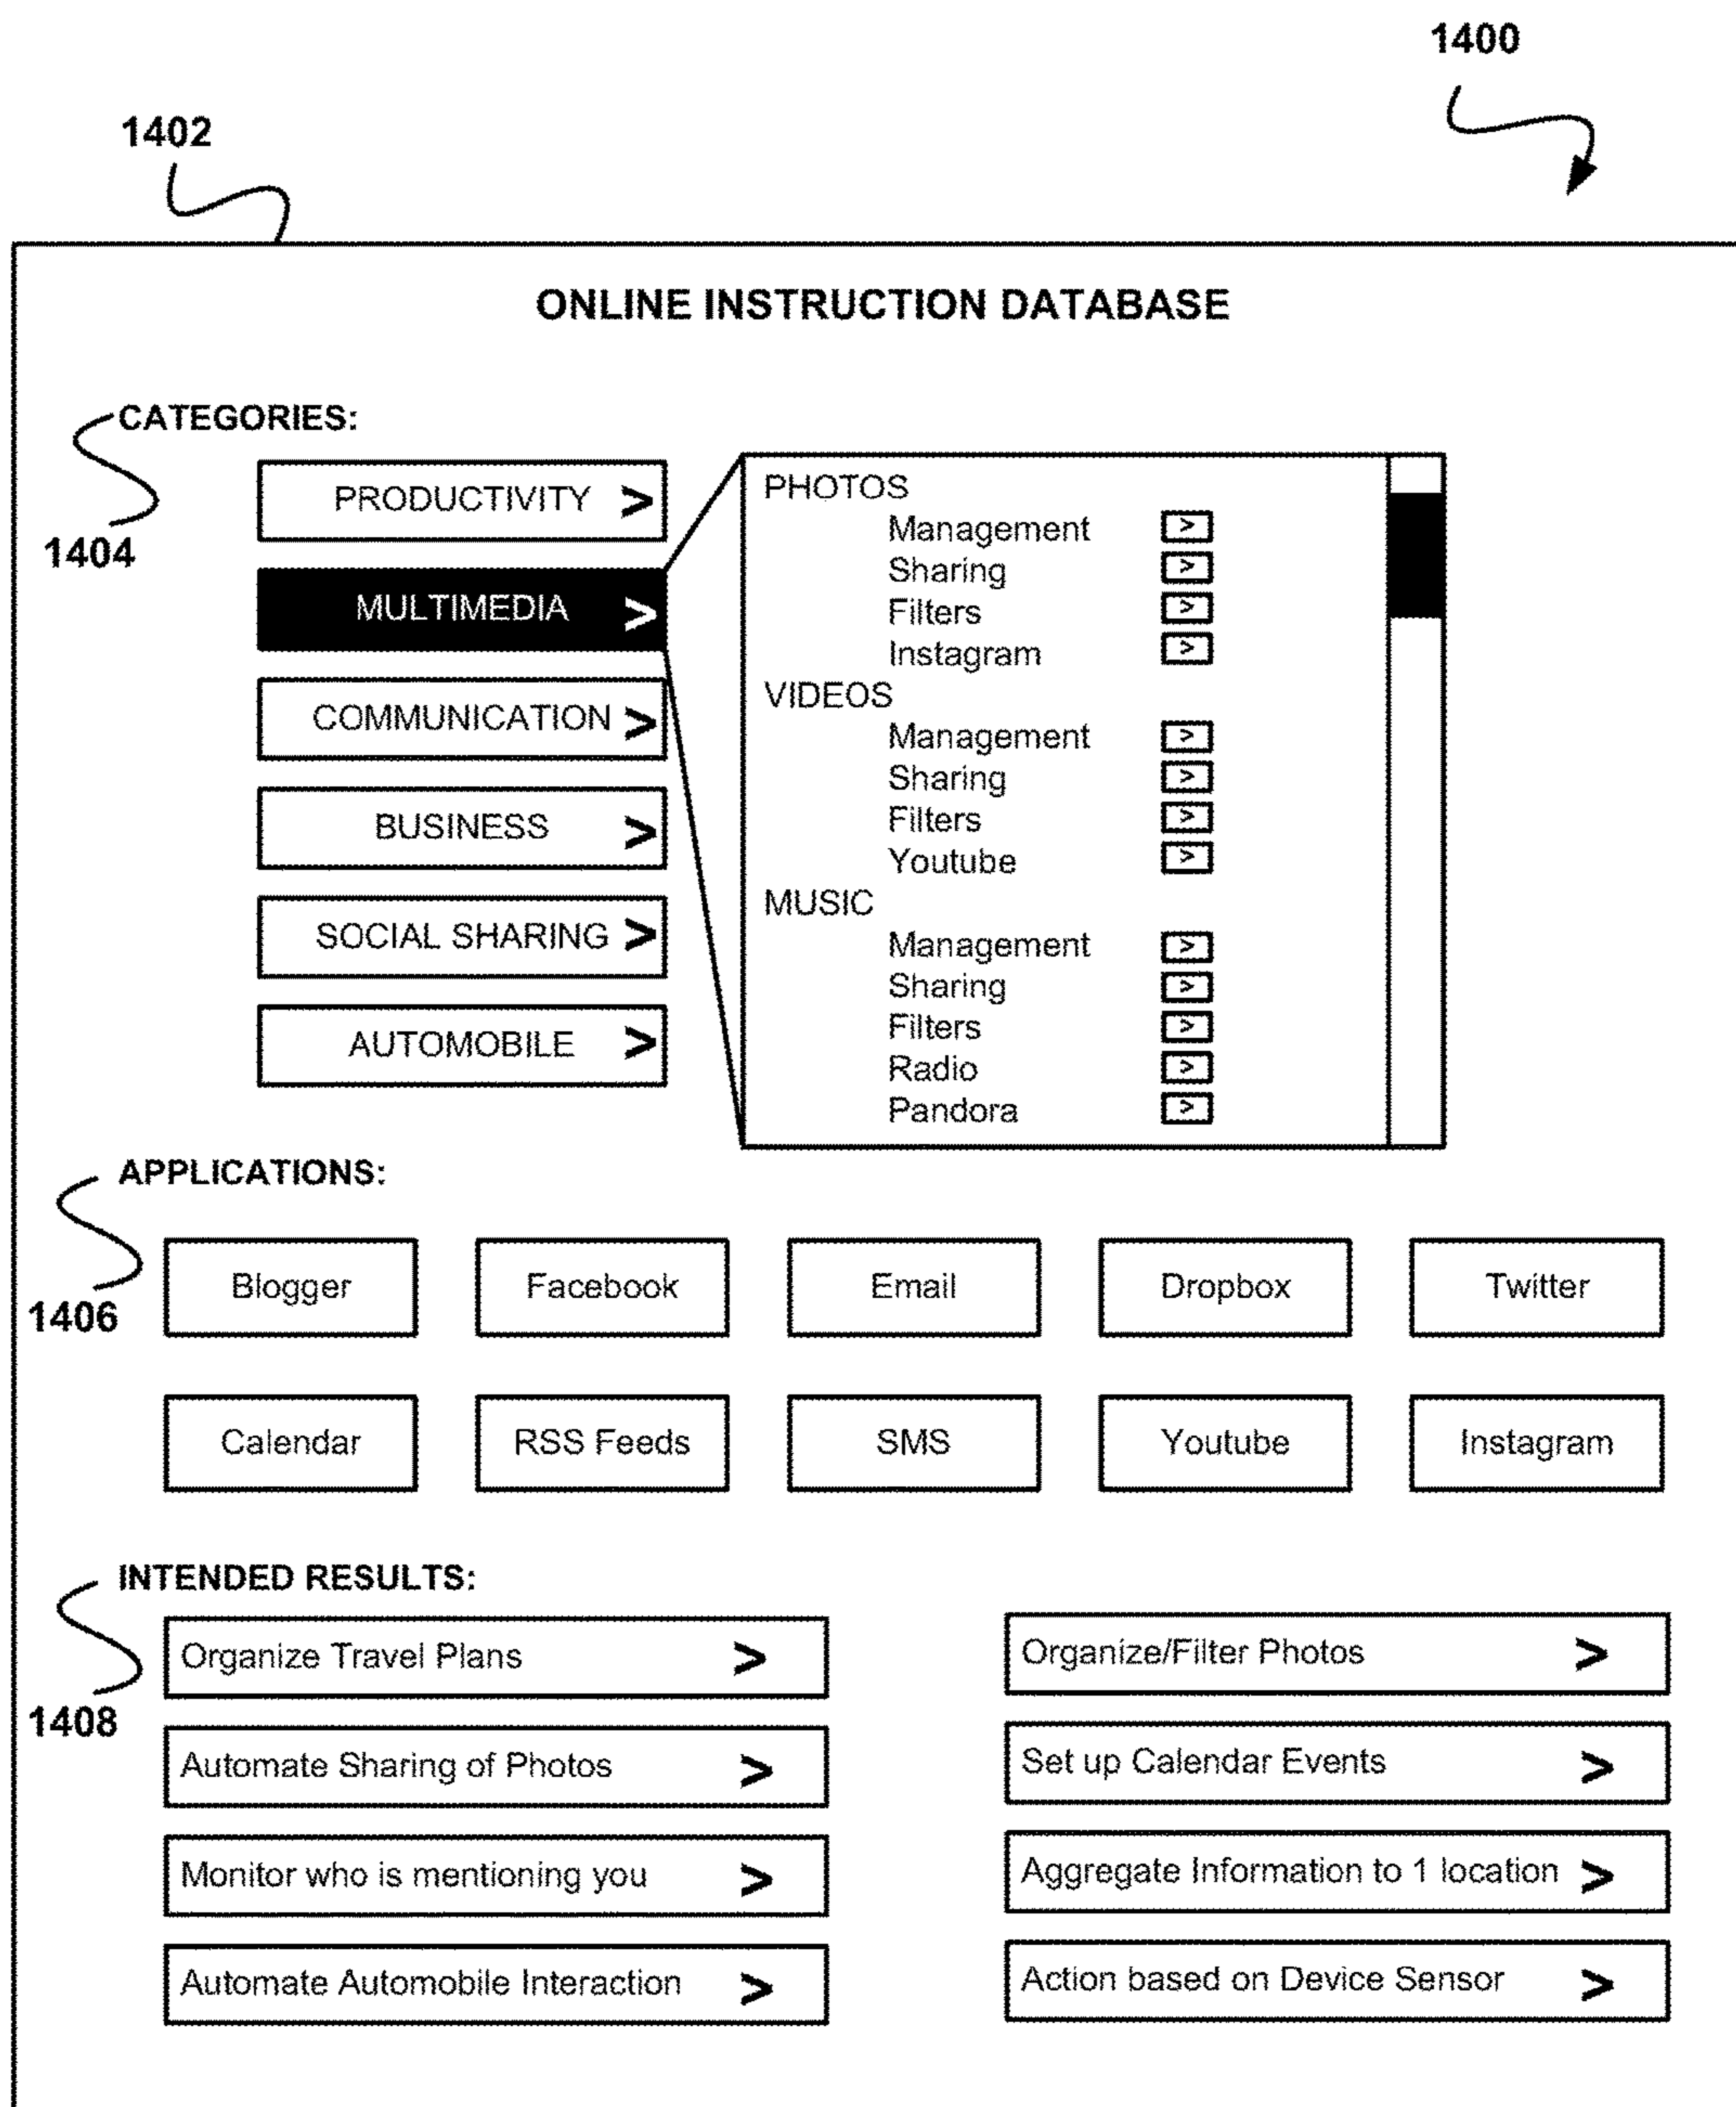 1400
1402
ONLINE INSTRUCTION DATABASE
CATEGORIES:
1404
PRODUCTIVITY >
MULTIMEDIA >
COMMUNICATION >
BUSINESS >
SOCIAL SHARING >
AUTOMOBILE >
PHOTOS
Management >
Sharing >
Filters >
Instagram >
VIDEOS
Management >
Sharing >
Filters >
Youtube >
MUSIC
Management >
Sharing >
Filters >
Radio >
Pandora >
APPLICATIONS:
1406
Blogger Facebook Email Dropbox Twitter
Calendar RSS Feeds SMS Youtube Instagram
INTENDED RESULTS:
1408
Organize Travel Plans > Organize/Filter Photos >
Automate Sharing of Photos > Set up Calendar Events >
Monitor who is mentioning you > Aggregate Information to 1 location >
Automate Automobile Interaction > Action based on Device Sensor >